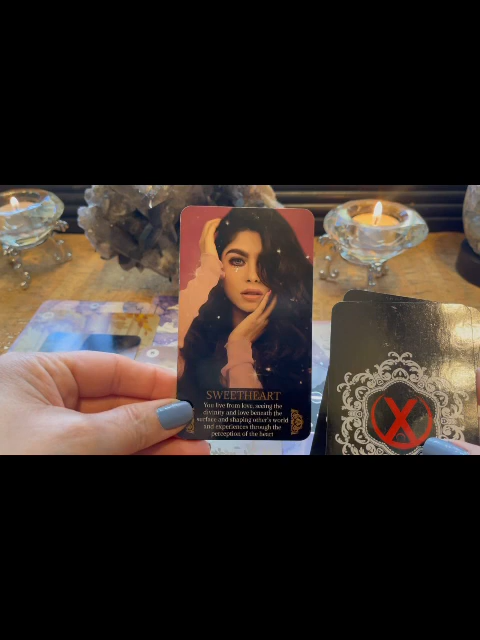 SWEETHEART
You live from love, seeing the
divinity and love beneath the
surface and shaping other's world
and experiences through the
perception of the heart
X